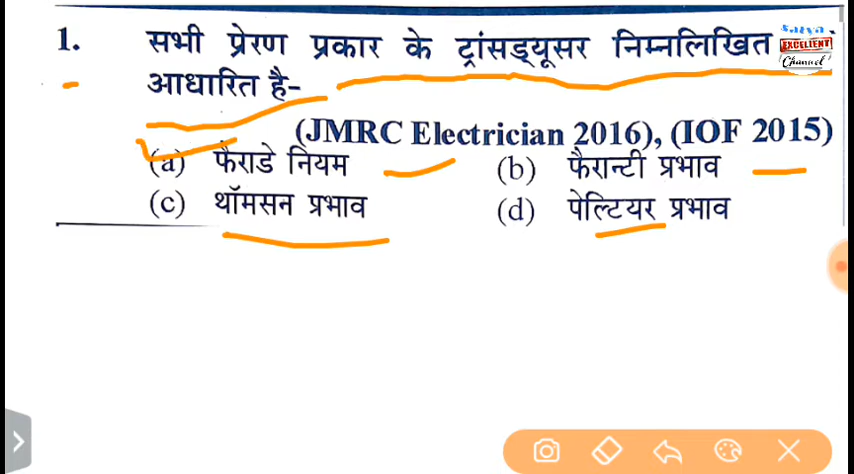 1. सभी प्रेरण प्रकार के ट्रांसड्यूसर निम्नलिखित
Satya
EXCELLENT
Channel
आधारित है-
(JMRC Electrician 2016), (IOF 2015)
(a) फैराडे नियम (b) फैरान्टी प्रभाव
(c) थॉमसन प्रभाव (d) पेल्टियर प्रभाव